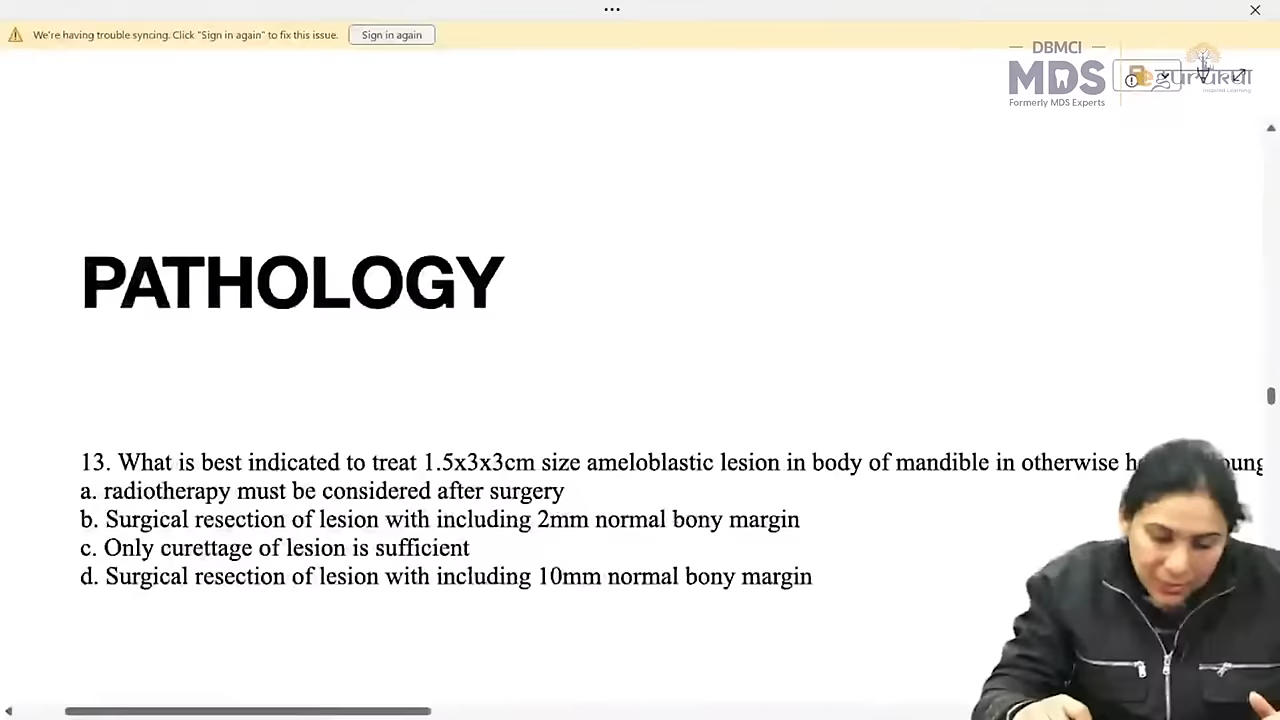 We're having trouble syncing. Click "Sign in again" to fix this issue. Sign in again
DBMCI
MDS
Formerly MDS Experts
egurukul
Inspired Learning
PATHOLOGY
13. What is best indicated to treat 1.5x3x3cm size ameloblastic lesion in body of mandible in otherwise
a. radiotherapy must be considered after surgery
b. Surgical resection of lesion with including 2mm normal bony margin
c. Only curettage of lesion is sufficient
d. Surgical resection of lesion with including 10mm normal bony margin